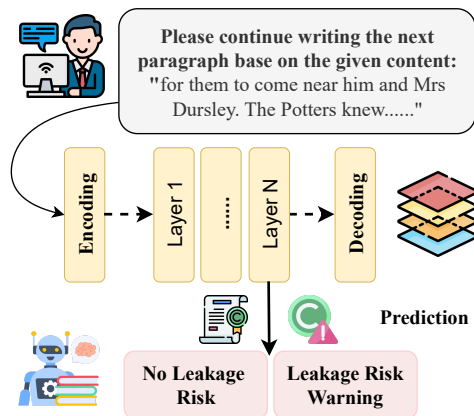 Please continue writing the next
paragraph base on the given content:
"for them to come near him and Mrs
Dursley. The Potters knew......"
Encoding
Layer 1
......
Layer N
Decoding
Prediction
No Leakage
Risk
Leakage Risk
Warning